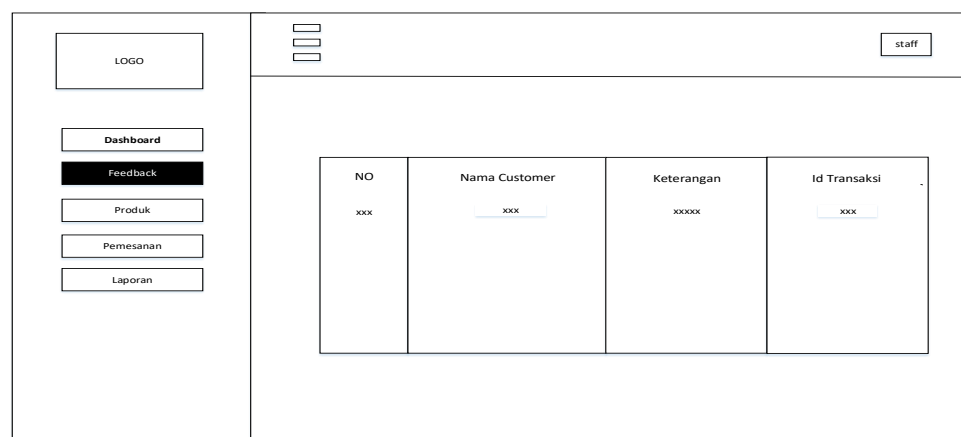 LOGO
staff
Dashboard
Feedback
Produk
Pemesanan
Laporan
NO Nama Customer Keterangan Id Transaksi
xxx xxx xxxxx xxx